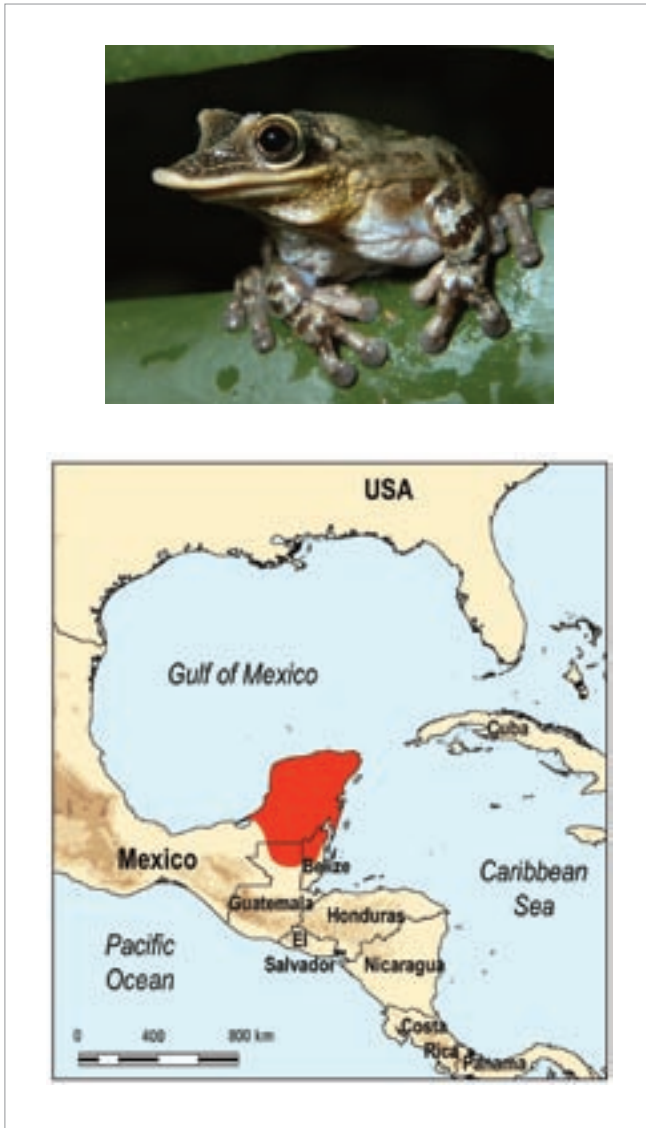 USA
Gulf of Mexico
Cuba
Mexico
Belize
Caribbean
Sea
Guatemala
Honduras
El
Salvador
Nicaragua
Pacific
Ocean
Costa
Rica
Panama
0 400 800 km